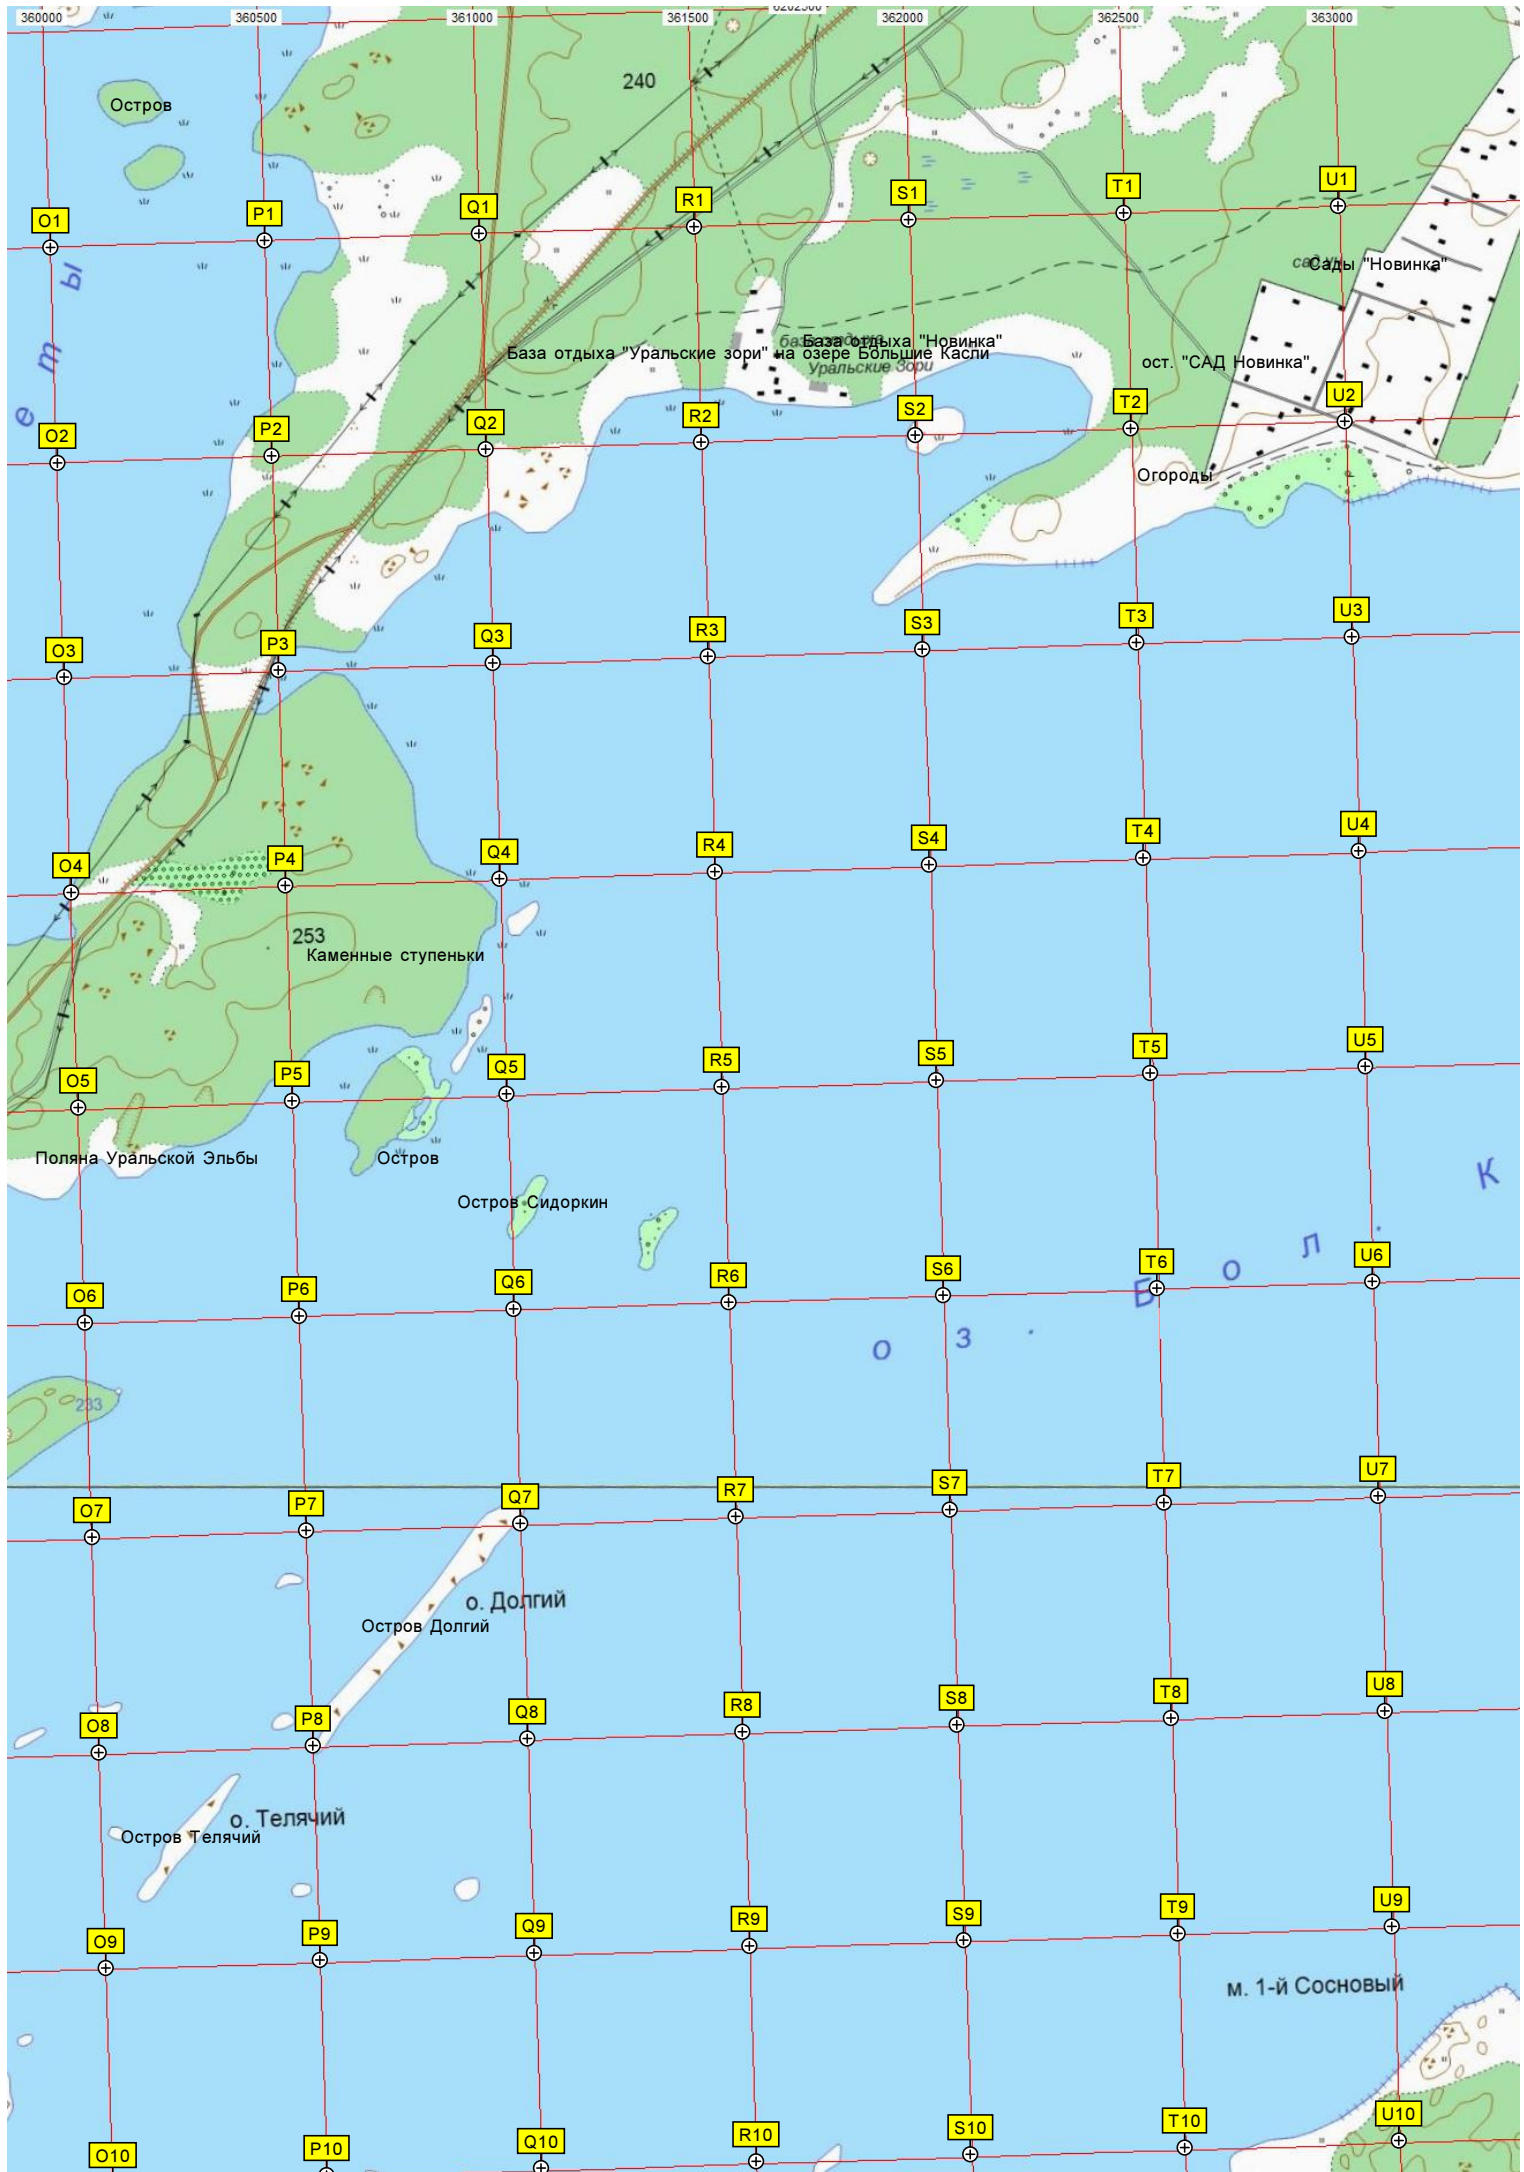 360000 360500 361000 361500 6202500 362000 362500 363000
240
Остров
O1 P1 Q1 R1 S1 T1 U1
е т ы
Сады "Новинка"
База отдыха "Новинка"
База отдыха "Уральские зори" на озере Большие Касли
Уральские Зори
ост. "САД Новинка"
O2 P2 Q2 R2 S2 T2 U2
Огороды
O3 P3 Q3 R3 S3 T3 U3
O4 P4 Q4 R4 S4 T4 U4
253
Каменные ступеньки
O5 P5 Q5 R5 S5 T5 U5
Поляна Уральской Эльбы
Остров
Остров Сидоркин
оз. Бол. К
O6 P6 Q6 R6 S6 T6 U6
233
O7 P7 Q7 R7 S7 T7 U7
о. Долгий
Остров Долгий
O8 P8 Q8 R8 S8 T8 U8
о. Телячий
Остров Телячий
O9 P9 Q9 R9 S9 T9 U9
м. 1-й Сосновый
O10 P10 Q10 R10 S10 T10 U10